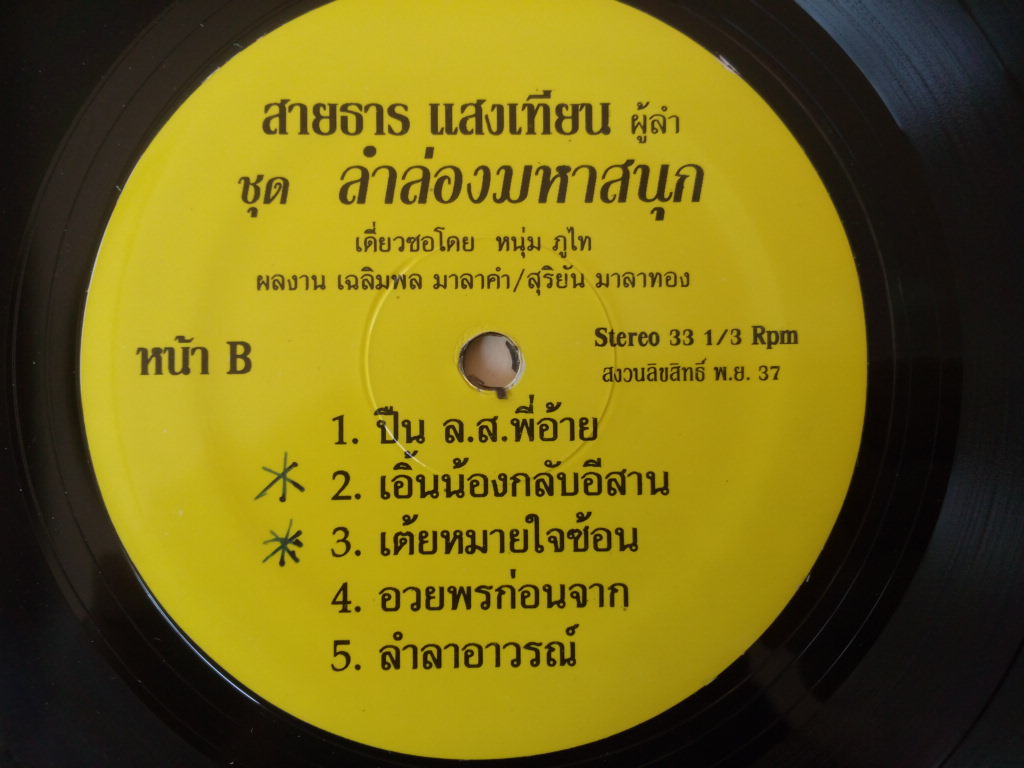 สายธาร แสงเทียน ผู้ลำ
ชุด ลำล่องมหาสนุก
เดี่ยวซอโดย หนุ่ม ภูไท
ผลงาน เฉลิมพล มาลาคำ/สุริยัน มาลาทอง
หน้า B
Stereo 33 1/3 Rpm
สงวนลิขสิทธิ์ พ.ย. 37
1. ปืน ล.ส.พี่อ้าย
2. เอิ้นน้องกลับอีสาน
3. เต้ยหมายใจซ้อน
4. อวยพรก่อนจาก
5. ลำลาอาวรณ์